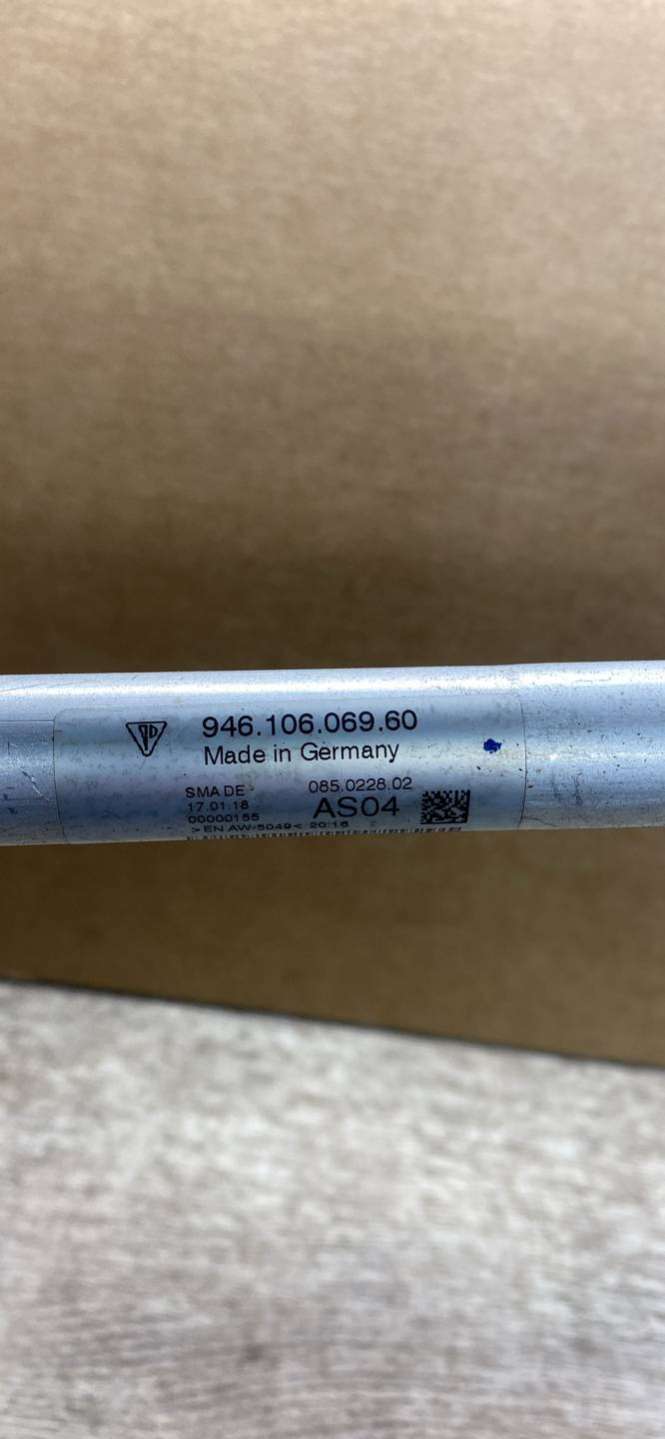 946.106.069.60
Made in Germany
SMA DE 085.0228.02
17.01.18 AS04
00000155
>EN AW-5049< 20:16